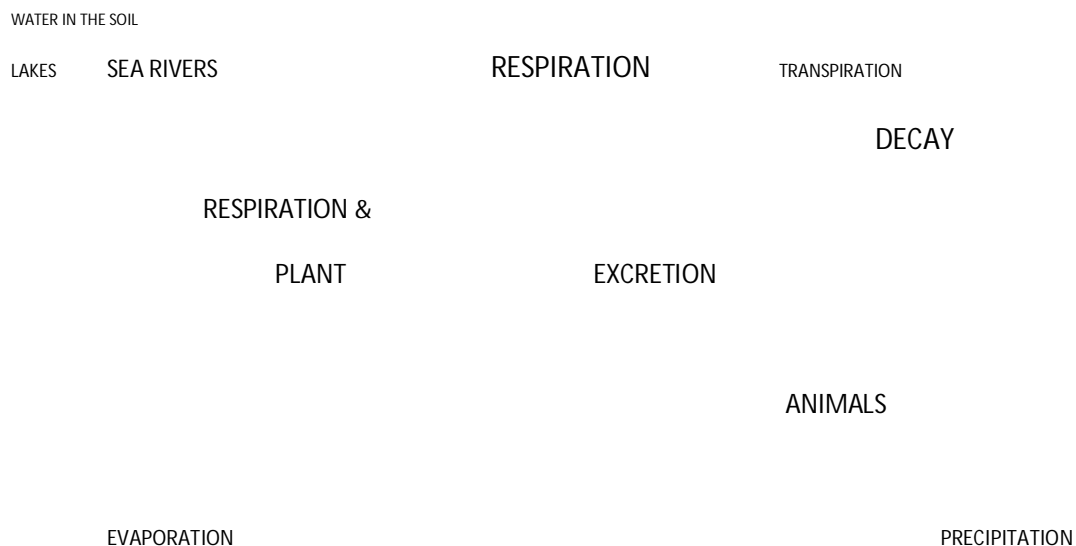 WATER IN THE SOIL
LAKES SEA RIVERS RESPIRATION TRANSPIRATION
DECAY
RESPIRATION &
PLANT EXCRETION
ANIMALS
EVAPORATION PRECIPITATION